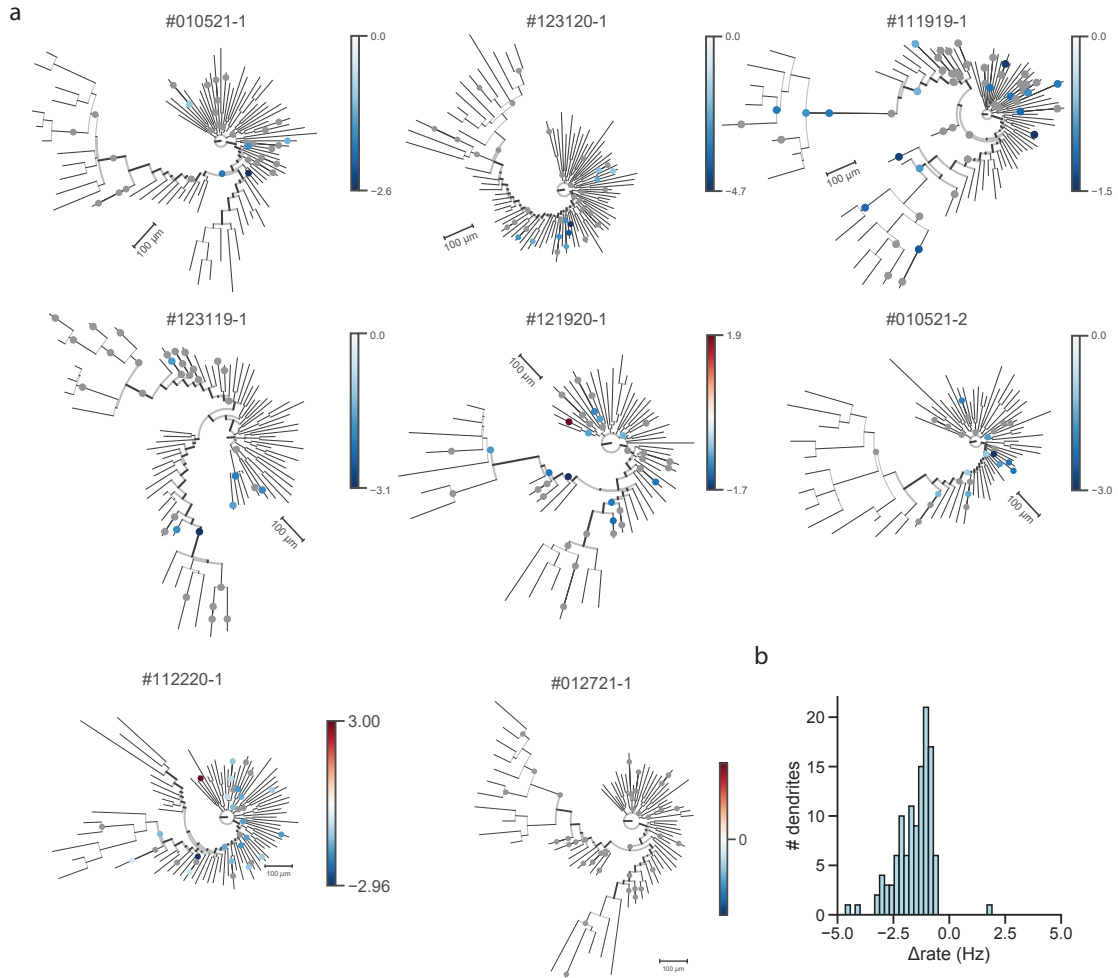 a
#010521-1
#123120-1
#111919-1
0.0
0.0
0.0
−2.6
−4.7
−1.5
100 µm
100 µm
100 µm
#123119-1
#121920-1
#010521-2
0.0
1.9
0.0
−3.1
−1.7
−3.0
100 µm
100 µm
100 µm
b
#112220-1
#012721-1
3.00
−2.96
0
100 µm
100 µm
# dendrites
20
15
10
5
0
−5.0 −2.5 0.0 2.5 5.0
Δrate (Hz)